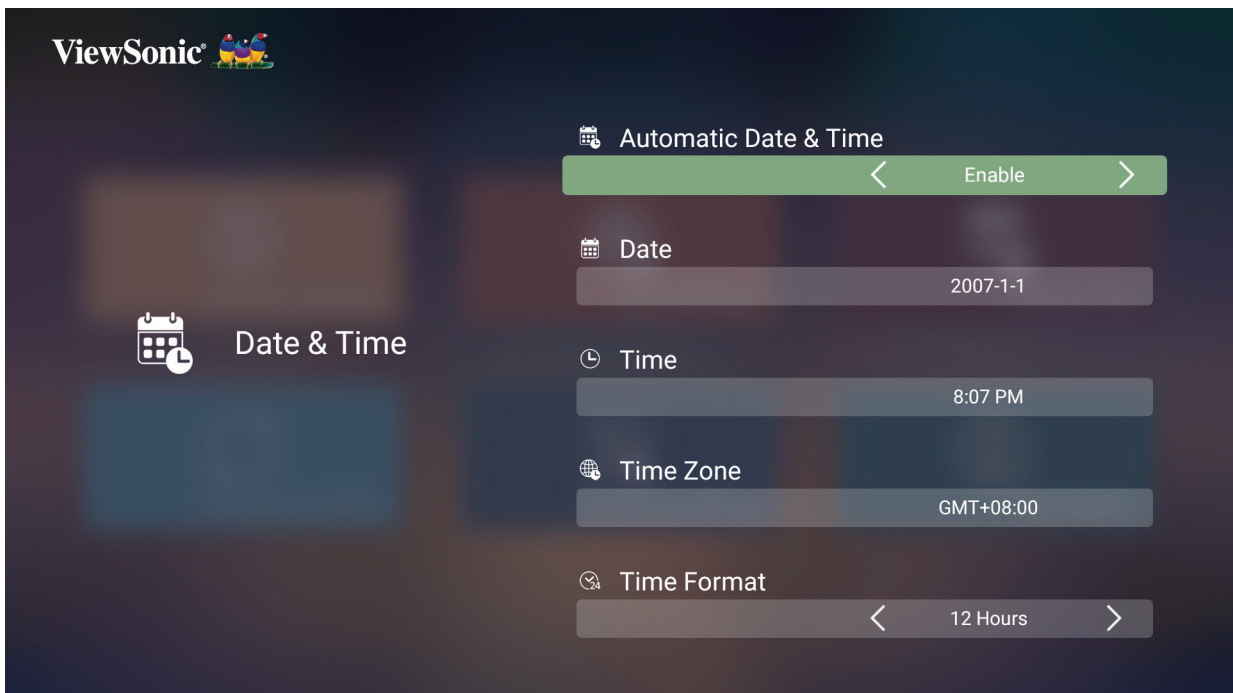 ViewSonic®
Automatic Date & Time
Enable
Date
2007-1-1
Date & Time
Time
8:07 PM
Time Zone
GMT+08:00
Time Format
12 Hours